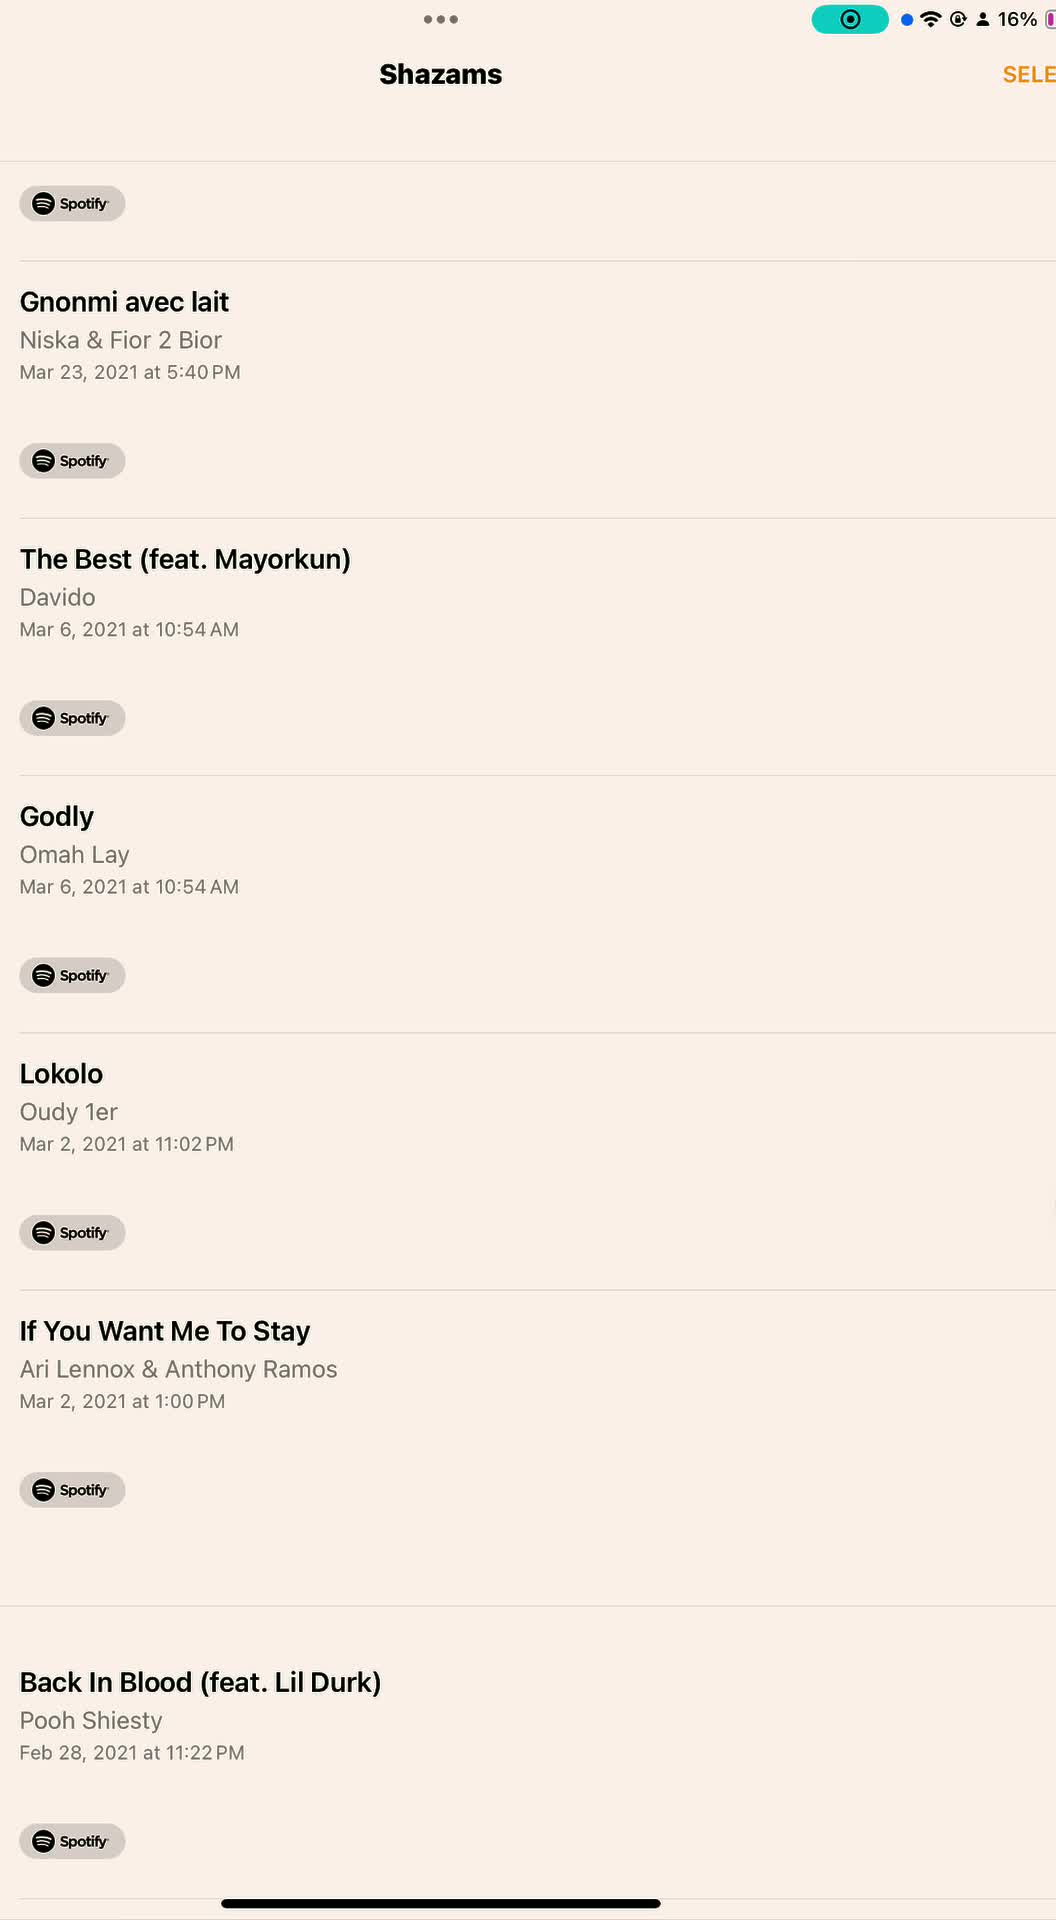 16%
Shazams
SELE
Spotify
Gnonmi avec lait
Niska & Fior 2 Bior
Mar 23, 2021 at 5:40 PM
Spotify
The Best (feat. Mayorkun)
Davido
Mar 6, 2021 at 10:54 AM
Spotify
Godly
Omah Lay
Mar 6, 2021 at 10:54 AM
Spotify
Lokolo
Oudy 1er
Mar 2, 2021 at 11:02 PM
Spotify
If You Want Me To Stay
Ari Lennox & Anthony Ramos
Mar 2, 2021 at 1:00 PM
Spotify
Back In Blood (feat. Lil Durk)
Pooh Shiesty
Feb 28, 2021 at 11:22 PM
Spotify